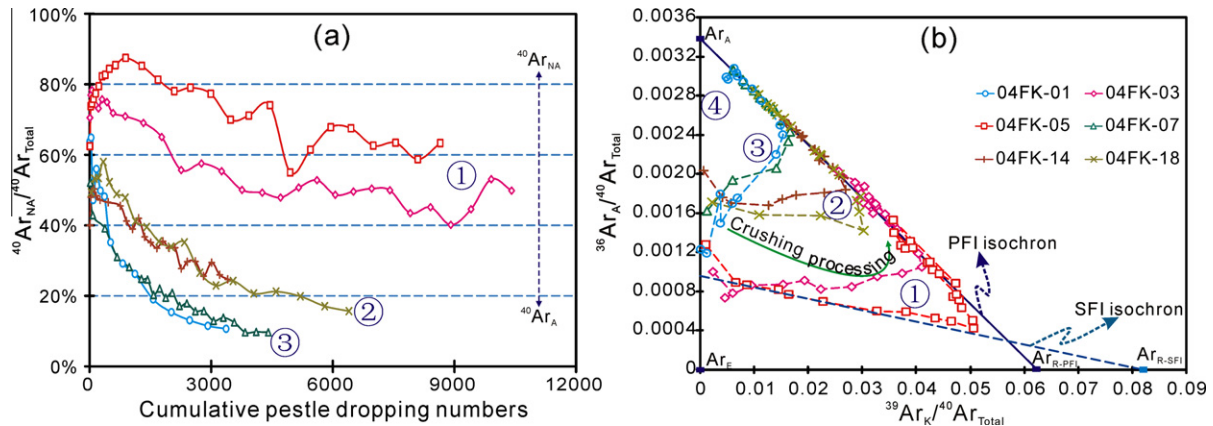 (a)
100%
80%
60%
40%
20%
0%
⁴⁰Ar_NA/⁴⁰Ar_Total
⁴⁰Ar_NA
⁴⁰Ar_A
①
②
③
0 3000 6000 9000 12000
Cumulative pestle dropping numbers
(b)
0.0036
0.0032
0.0028
0.0024
0.0020
0.0016
0.0012
0.0008
0.0004
0
³⁶Ar_A/⁴⁰Ar_Total
Ar_A
④
③
②
①
Crushing processing
04FK-01 04FK-03
04FK-05 04FK-07
04FK-14 04FK-18
PFI isochron
SFI isochron
Ar_E
Ar_R-PFI
Ar_R-SFI
0 0.01 0.02 0.03 0.04 0.05 0.06 0.07 0.08 0.09
³⁹Ar_K/⁴⁰Ar_Total